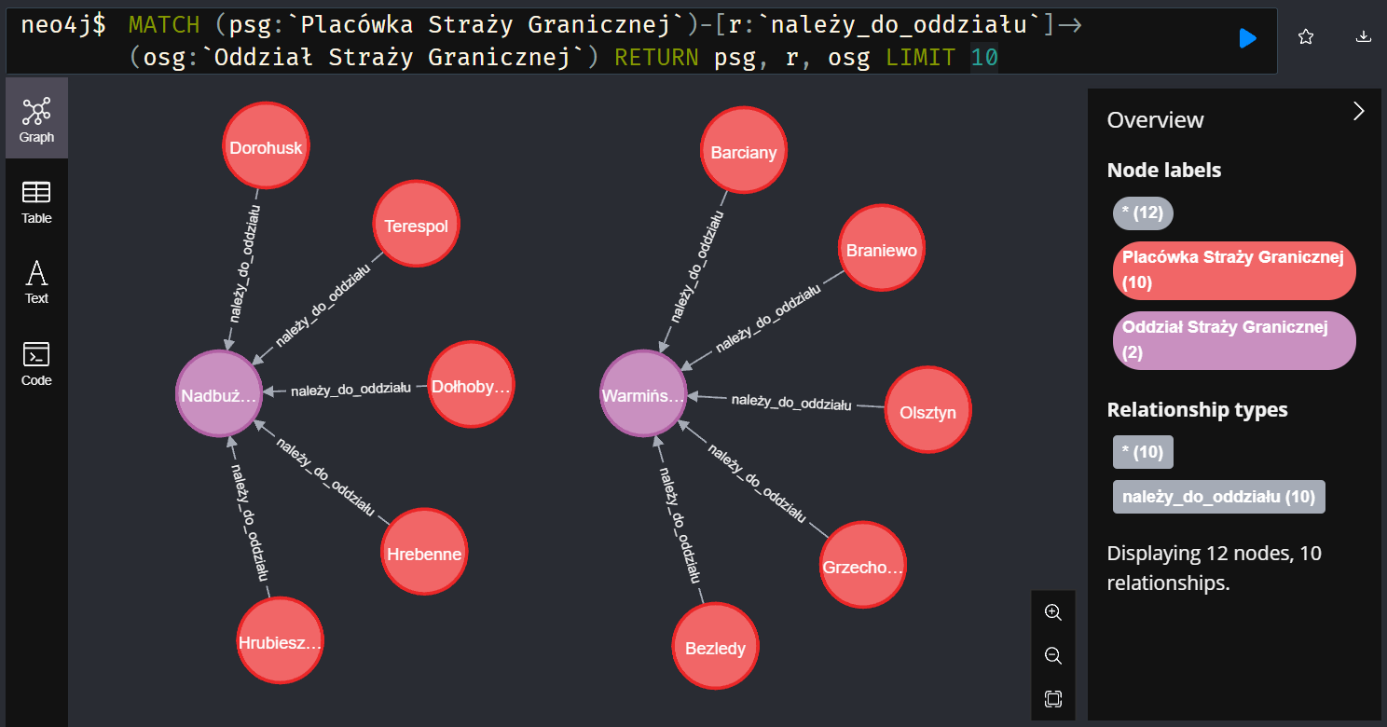 neo4j$ MATCH (psg:`Placówka Straży Granicznej`)-[r:`należy_do_oddziału`]->
(osg:`Oddział Straży Granicznej`) RETURN psg, r, osg LIMIT 10
Graph
Table
Text
Code
Dorohusk
Terespol
Dołhoby...
Hrebenne
Hrubiesz...
Nadbuż...
należy_do_oddziału
należy_do_oddziału
należy_do_oddziału
należy_do_oddziału
należy_do_oddziału
Barciany
Braniewo
Olsztyn
Grzecho...
Bezledy
Warmińs...
należy_do_oddziału
należy_do_oddziału
należy_do_oddziału
należy_do_oddziału
należy_do_oddziału
Overview
Node labels
* (12)
Placówka Straży Granicznej
(10)
Oddział Straży Granicznej
(2)
Relationship types
* (10)
należy_do_oddziału (10)
Displaying 12 nodes, 10
relationships.